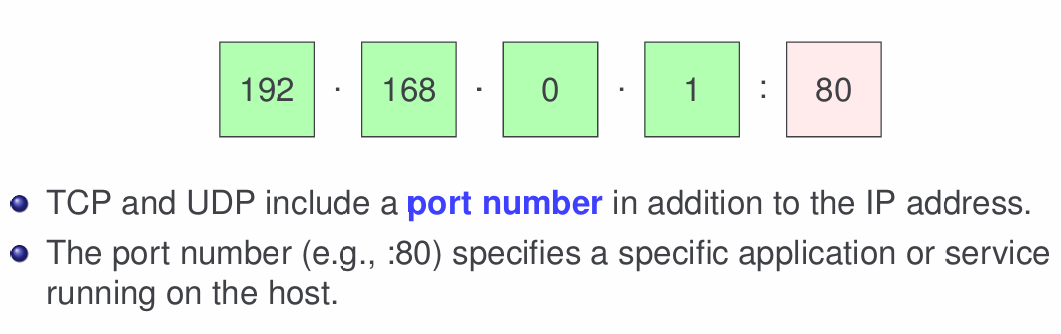 192 . 168 . 0 . 1 : 80
TCP and UDP include a port number in addition to the IP address.
The port number (e.g., :80) specifies a specific application or service
running on the host.